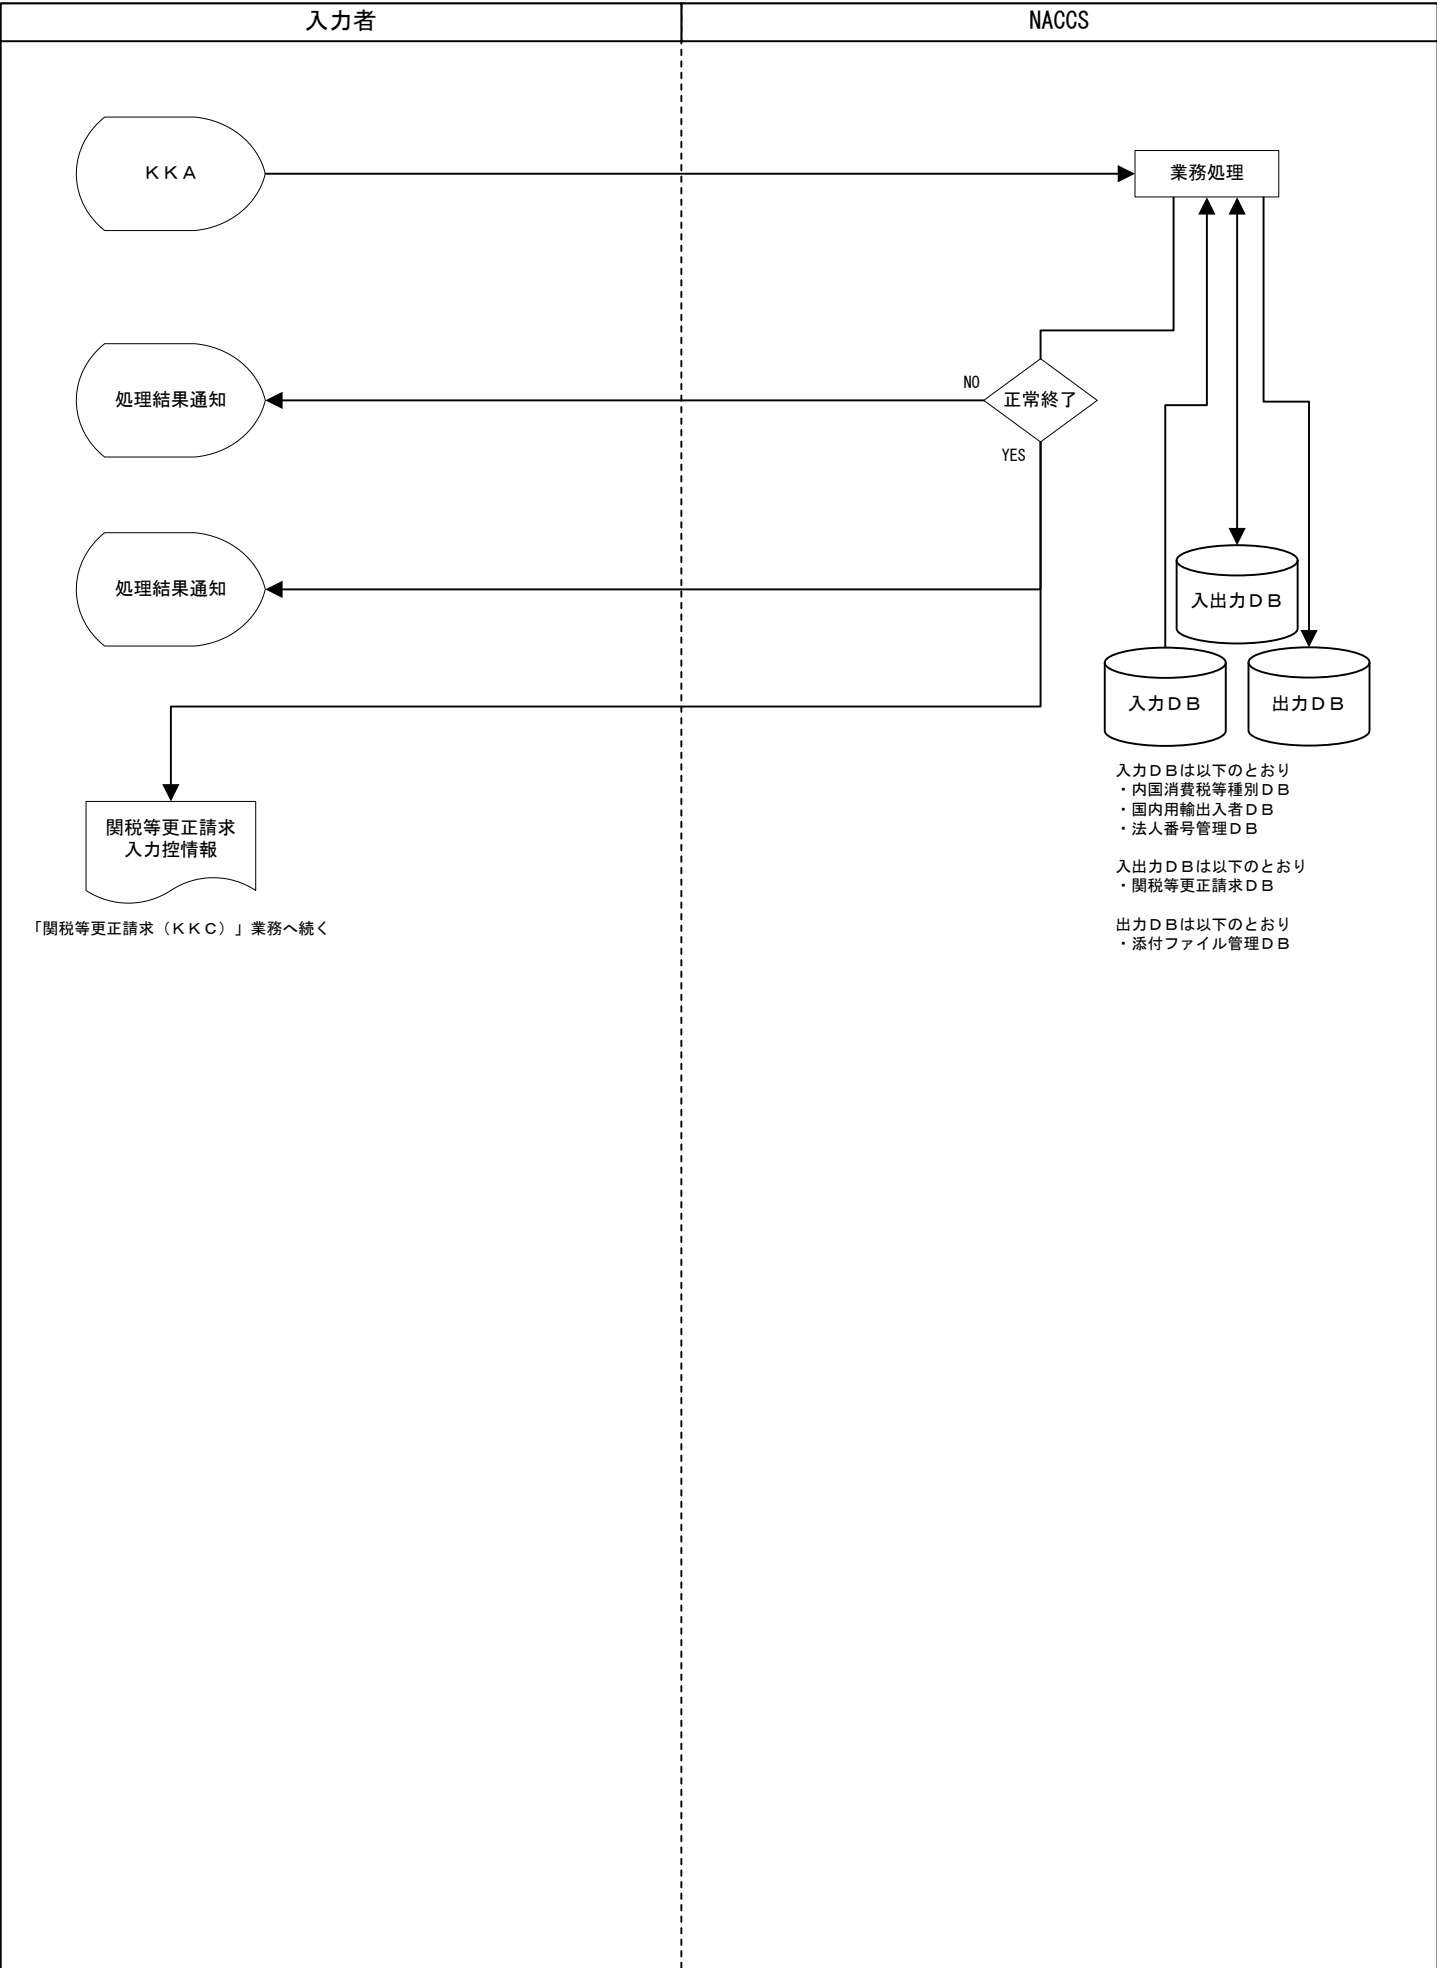 入力者
NACCS
ＫＫＡ
業務処理
処理結果通知
NO
正常終了
YES
処理結果通知
入出力ＤＢ
入力ＤＢ
出力ＤＢ
入力ＤＢは以下のとおり
・内国消費税等種別ＤＢ
・国内用輸出入者ＤＢ
・法人番号管理ＤＢ
入出力ＤＢは以下のとおり
・関税等更正請求ＤＢ
出力ＤＢは以下のとおり
・添付ファイル管理ＤＢ
関税等更正請求
入力控情報
「関税等更正請求（ＫＫＣ）」業務へ続く